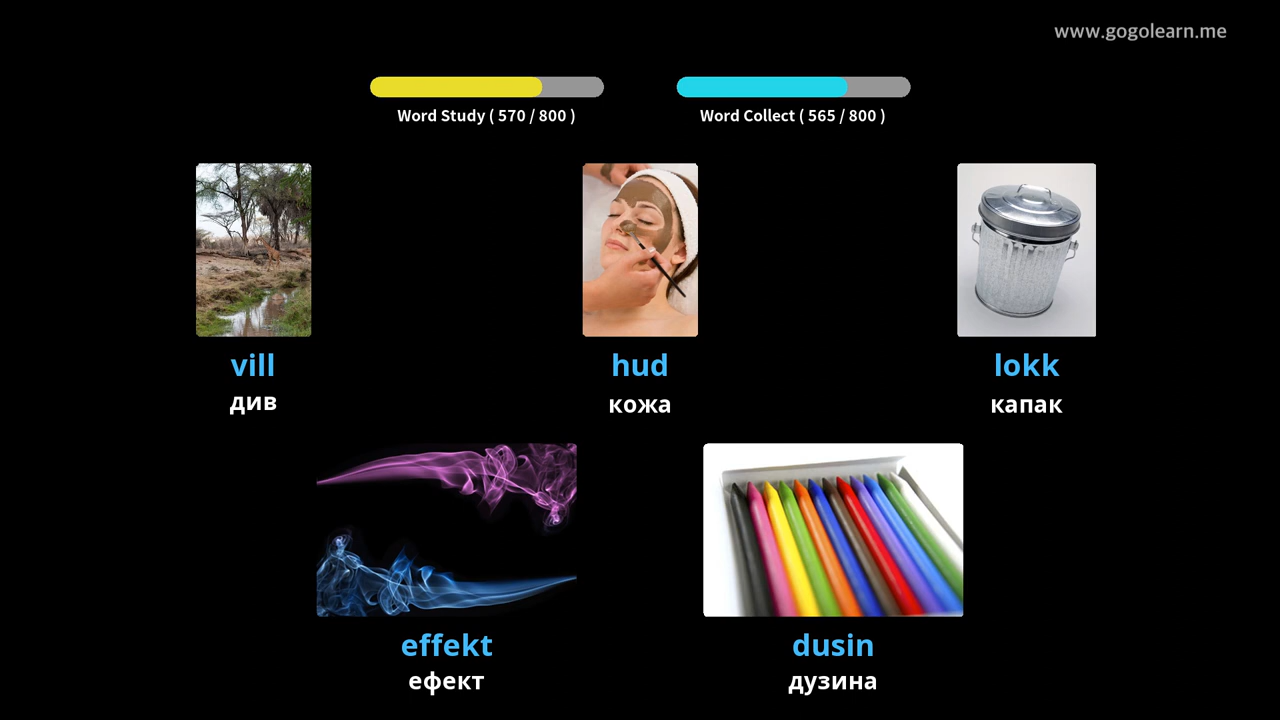 www.gogolearn.me
Word Study ( 570 / 800 )
Word Collect ( 565 / 800 )
vill
див
hud
кожа
lokk
капак
effekt
ефект
dusin
дузина